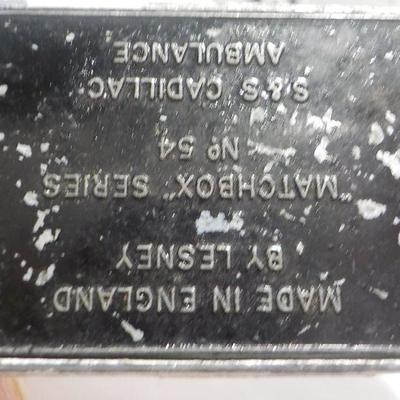 MADE IN ENGLAND
BY LESNEY
"MATCHBOX" SERIES
Nº 54
S&S CADILLAC
AMBULANCE